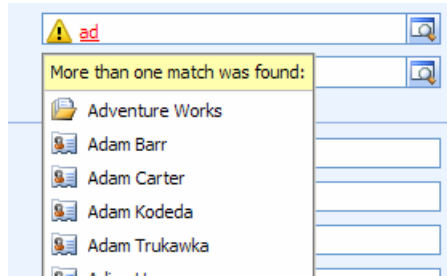 ad
More than one match was found:
Adventure Works
Adam Barr
Adam Carter
Adam Kodeda
Adam Trukawka